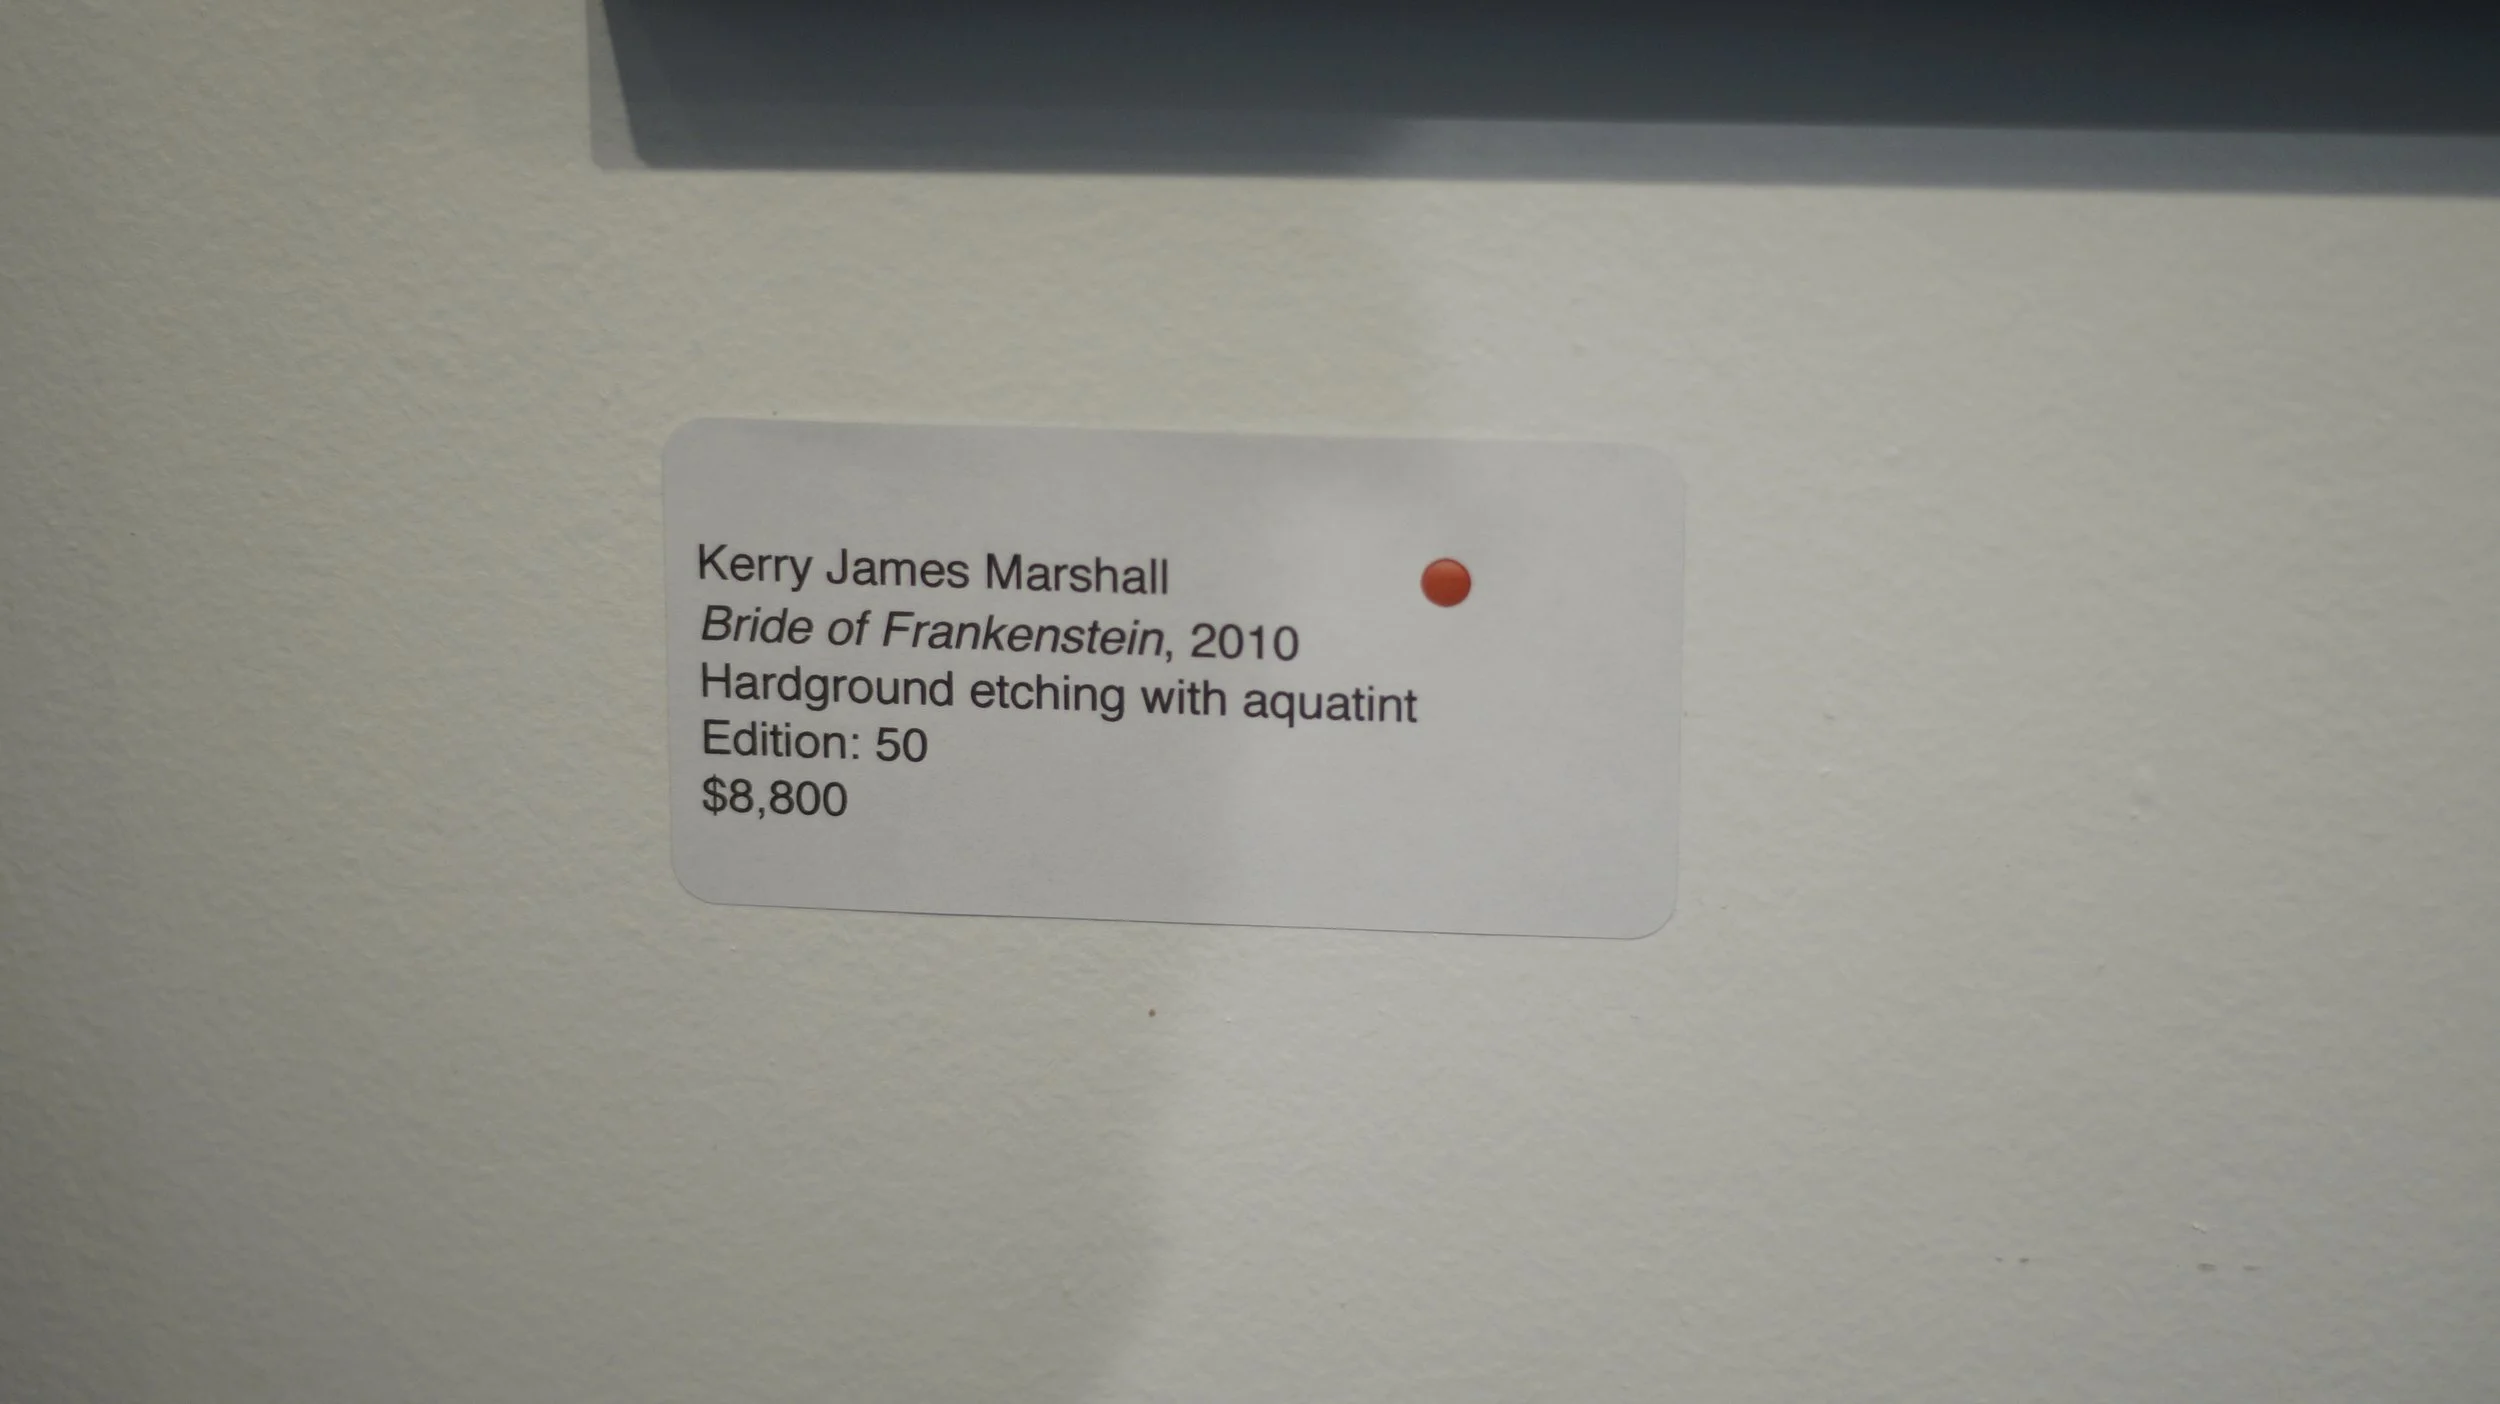 Kerry James Marshall
Bride of Frankenstein, 2010
Hardground etching with aquatint
Edition: 50
$8,800